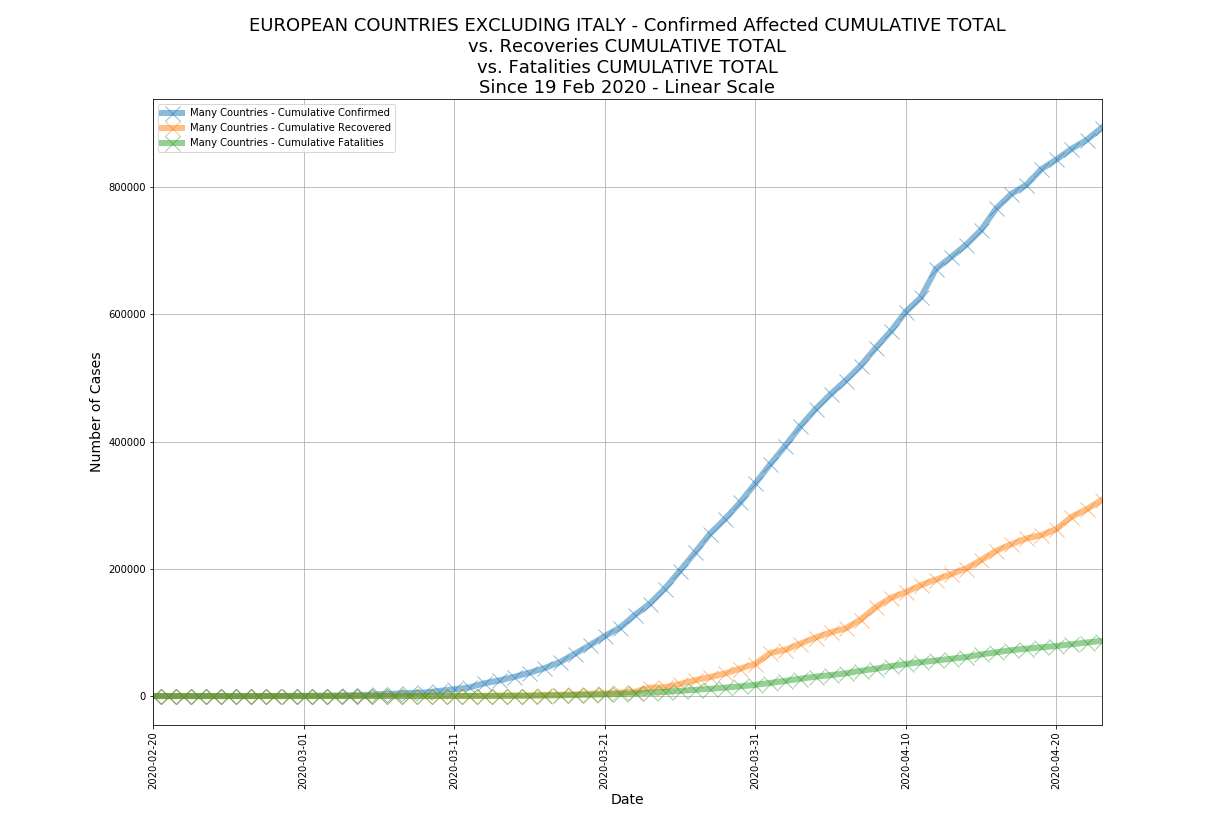 EUROPEAN COUNTRIES EXCLUDING ITALY - Confirmed Affected CUMULATIVE TOTAL
vs. Recoveries CUMULATIVE TOTAL
vs. Fatalities CUMULATIVE TOTAL
Since 19 Feb 2020 - Linear Scale
Many Countries - Cumulative Confirmed
Many Countries - Cumulative Recovered
Many Countries - Cumulative Fatalities
Number of Cases
800000
600000
400000
200000
0
2020-02-20
2020-03-01
2020-03-11
2020-03-21
2020-03-31
2020-04-10
2020-04-20
Date